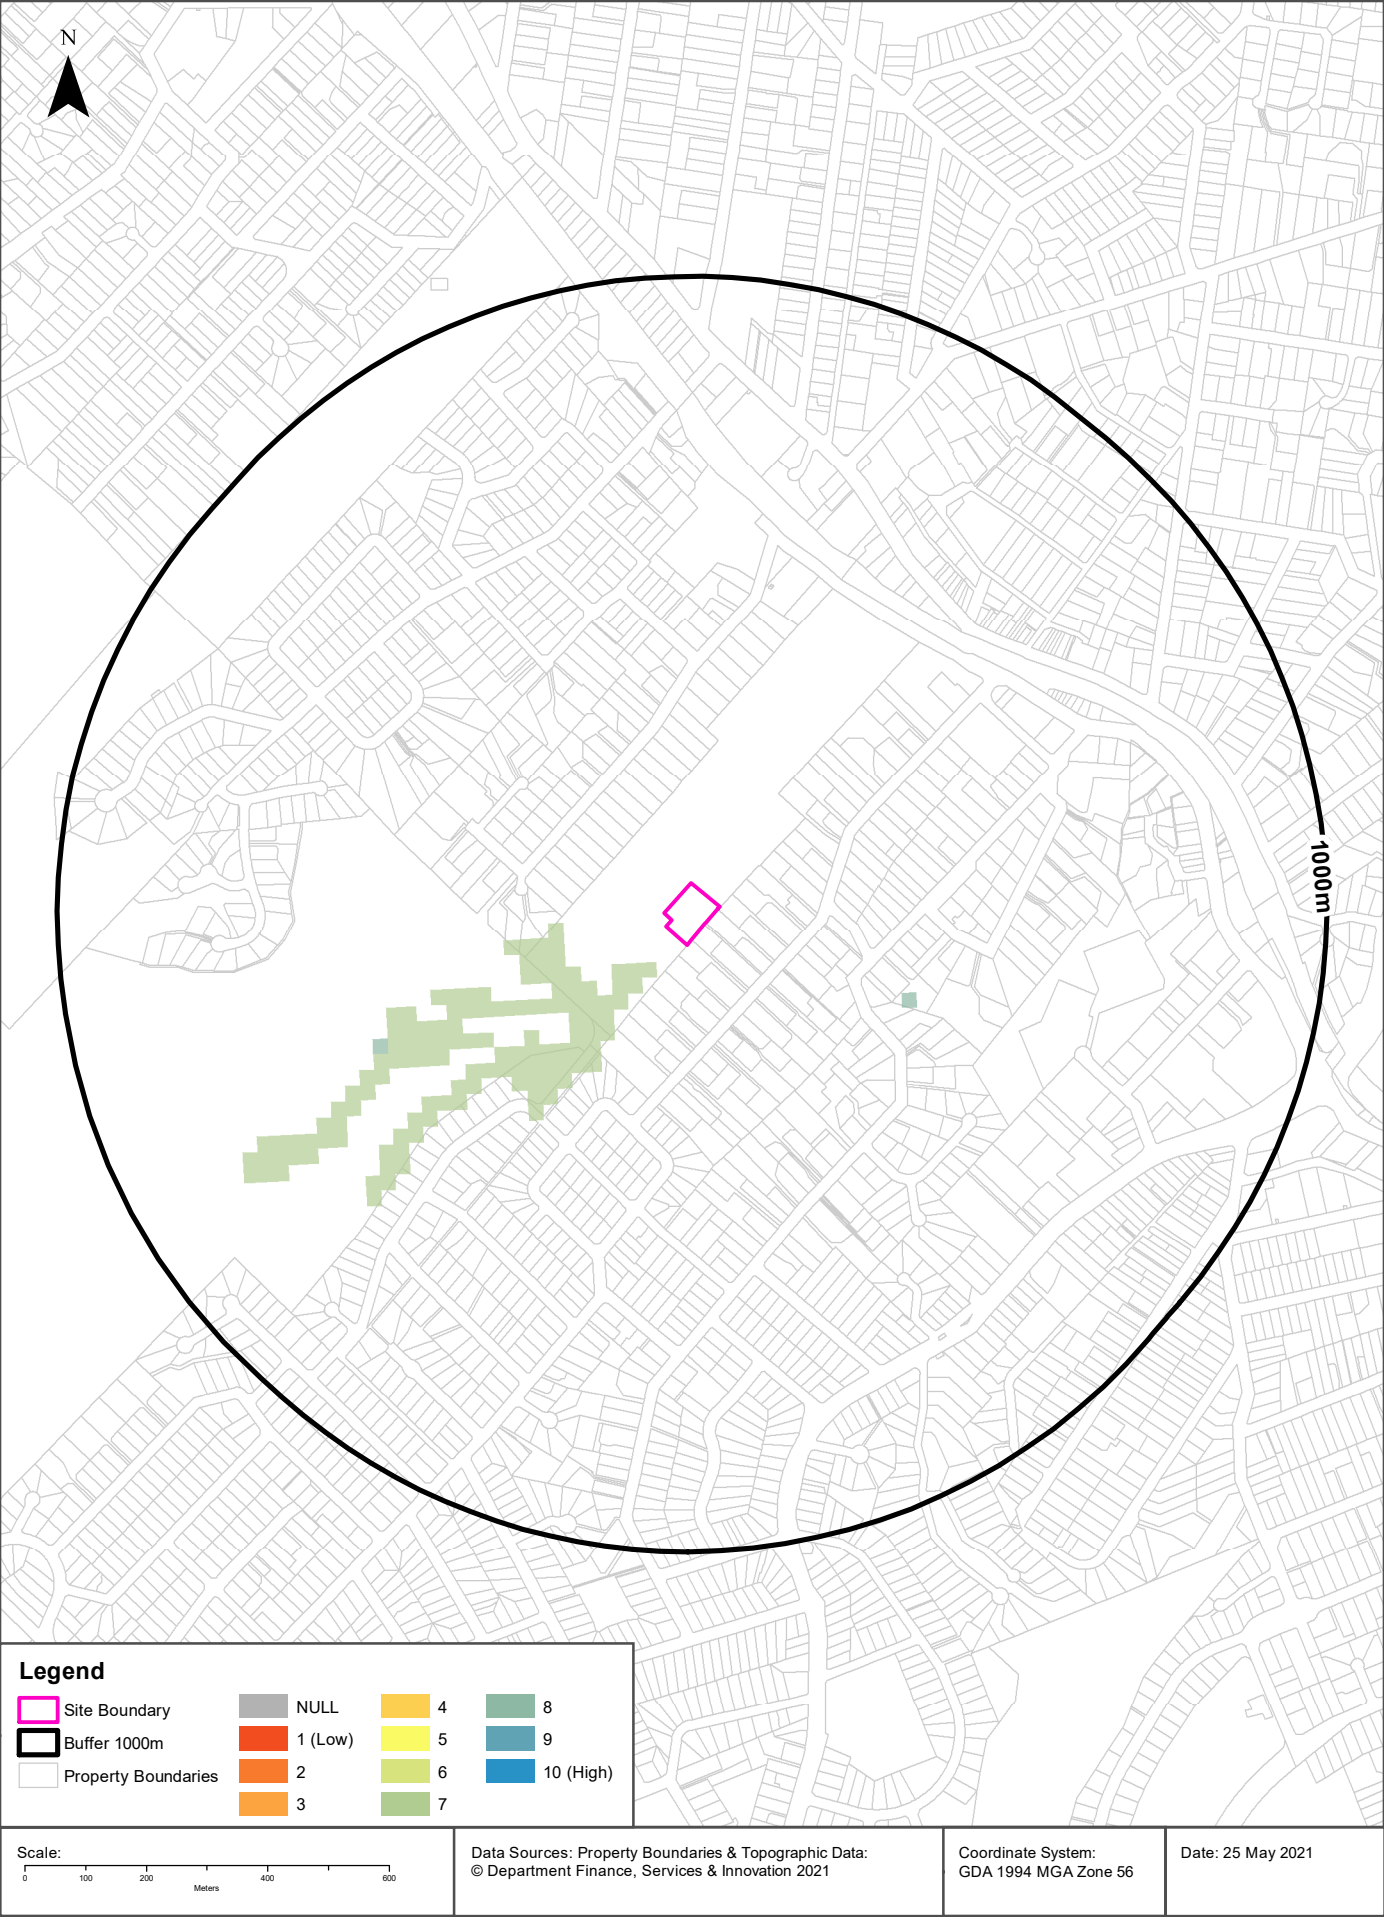 N
1000m
Legend
Site Boundary
Buffer 1000m
Property Boundaries
NULL
1 (Low)
2
3
4
5
6
7
8
9
10 (High)
Scale:
0 100 200 400 600
Meters
Data Sources: Property Boundaries & Topographic Data:
© Department Finance, Services & Innovation 2021
Coordinate System:
GDA 1994 MGA Zone 56
Date: 25 May 2021